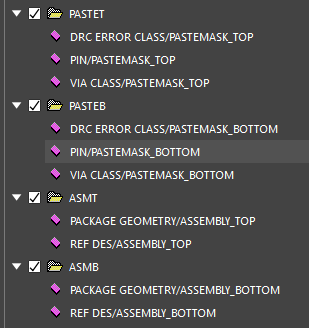 PASTET
DRC ERROR CLASS/PASTEMASK_TOP
PIN/PASTEMASK_TOP
VIA CLASS/PASTEMASK_TOP
PASTEB
DRC ERROR CLASS/PASTEMASK_BOTTOM
PIN/PASTEMASK_BOTTOM
VIA CLASS/PASTEMASK_BOTTOM
ASMT
PACKAGE GEOMETRY/ASSEMBLY_TOP
REF DES/ASSEMBLY_TOP
ASMB
PACKAGE GEOMETRY/ASSEMBLY_BOTTOM
REF DES/ASSEMBLY_BOTTOM